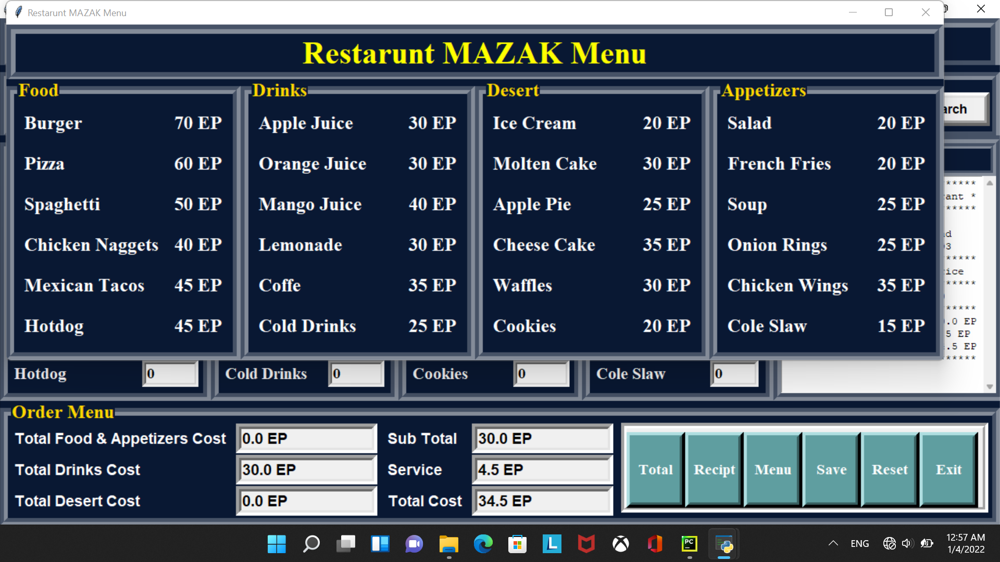 Restarunt MAZAK Menu
Restarunt MAZAK Menu
Food
Burger 70 EP
Pizza 60 EP
Spaghetti 50 EP
Chicken Naggets 40 EP
Mexican Tacos 45 EP
Hotdog 45 EP
Drinks
Apple Juice 30 EP
Orange Juice 30 EP
Mango Juice 40 EP
Lemonade 30 EP
Coffe 35 EP
Cold Drinks 25 EP
Desert
Ice Cream 20 EP
Molten Cake 30 EP
Apple Pie 25 EP
Cheese Cake 35 EP
Waffles 30 EP
Cookies 20 EP
Appetizers
Salad 20 EP
French Fries 20 EP
Soup 25 EP
Onion Rings 25 EP
Chicken Wings 35 EP
Cole Slaw 15 EP
arch
*****
ant *
*****
d
3
*****
ice
*****
*****
.0 EP
5 EP
.5 EP
*****
Hotdog 0 Cold Drinks 0 Cookies 0 Cole Slaw 0
Order Menu
Total Food & Appetizers Cost 0.0 EP Sub Total 30.0 EP
Total Drinks Cost 30.0 EP Service 4.5 EP
Total Desert Cost 0.0 EP Total Cost 34.5 EP
Total Recipt Menu Save Reset Exit
L PC
ENG
12:57 AM
1/4/2022